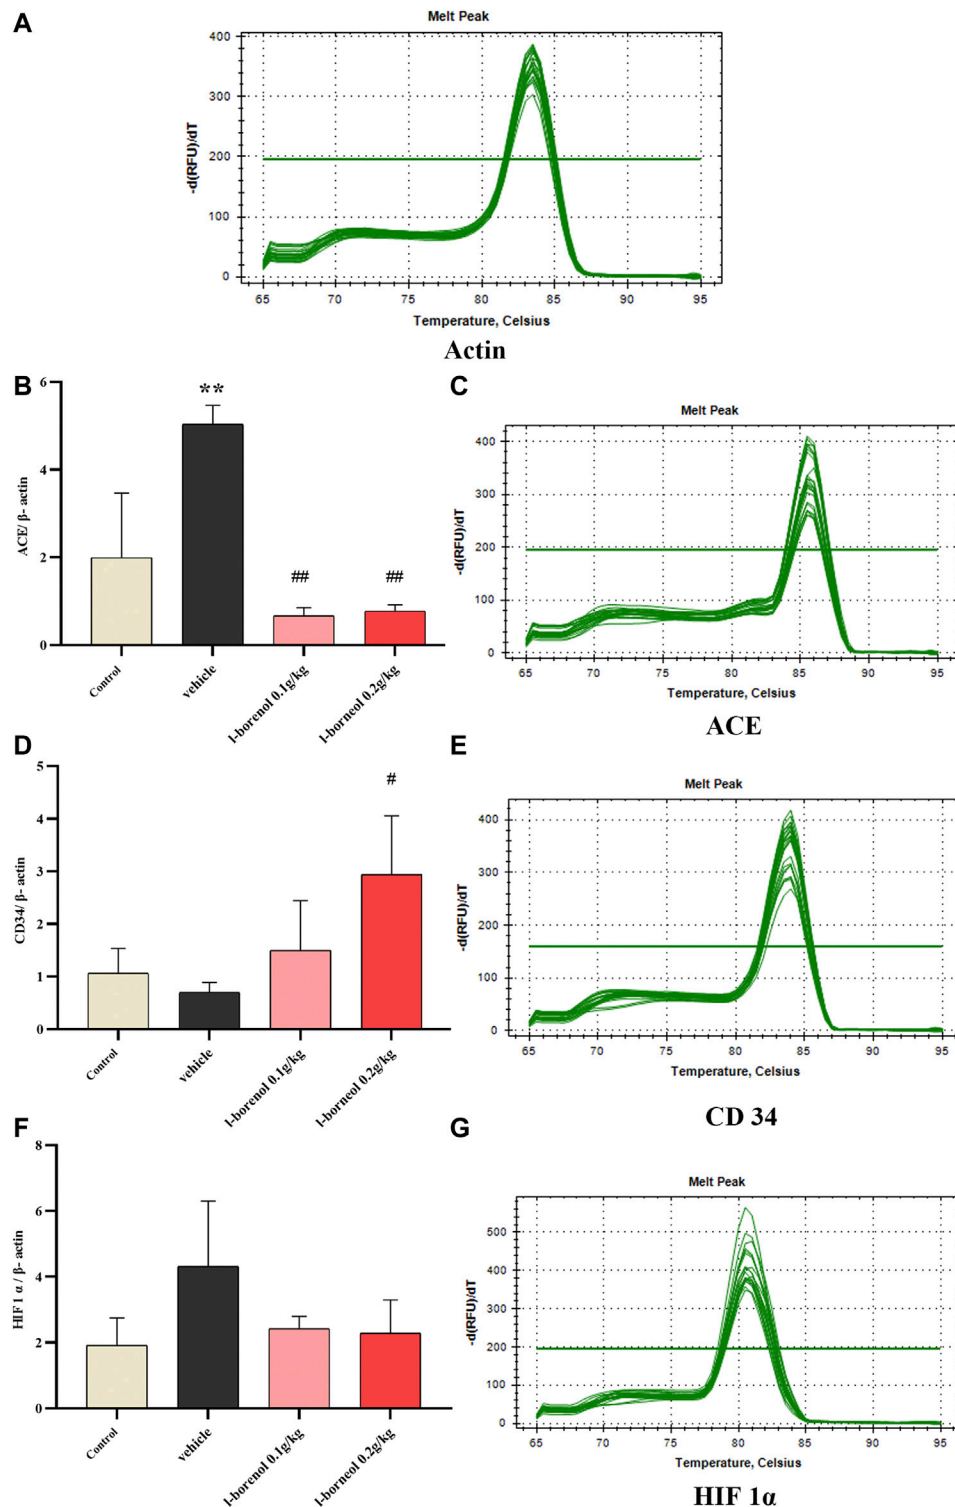 A
Melt Peak
400
300
200
100
0
-d(RFU)/dT
65 70 75 80 85 90 95
Temperature, Celsius
Actin
B
6
4
2
0
ACE/ β- actin
**
##
##
Control
vehicle
l-borenol 0.1g/kg
l-borneol 0.2g/kg
C
Melt Peak
400
300
200
100
0
-d(RFU)/dT
65 70 75 80 85 90 95
Temperature, Celsius
ACE
D
5
4
3
2
1
0
CD34/ β- actin
#
Control
vehicle
l-borenol 0.1g/kg
l-borneol 0.2g/kg
E
Melt Peak
400
300
200
100
0
-d(RFU)/dT
65 70 75 80 85 90 95
Temperature, Celsius
CD 34
F
8
6
4
2
0
HIF 1 α / β- actin
Control
vehicle
l-borenol 0.1g/kg
l-borneol 0.2g/kg
G
Melt Peak
500
400
300
200
100
0
-d(RFU)/dT
65 70 75 80 85 90 95
Temperature, Celsius
HIF 1α